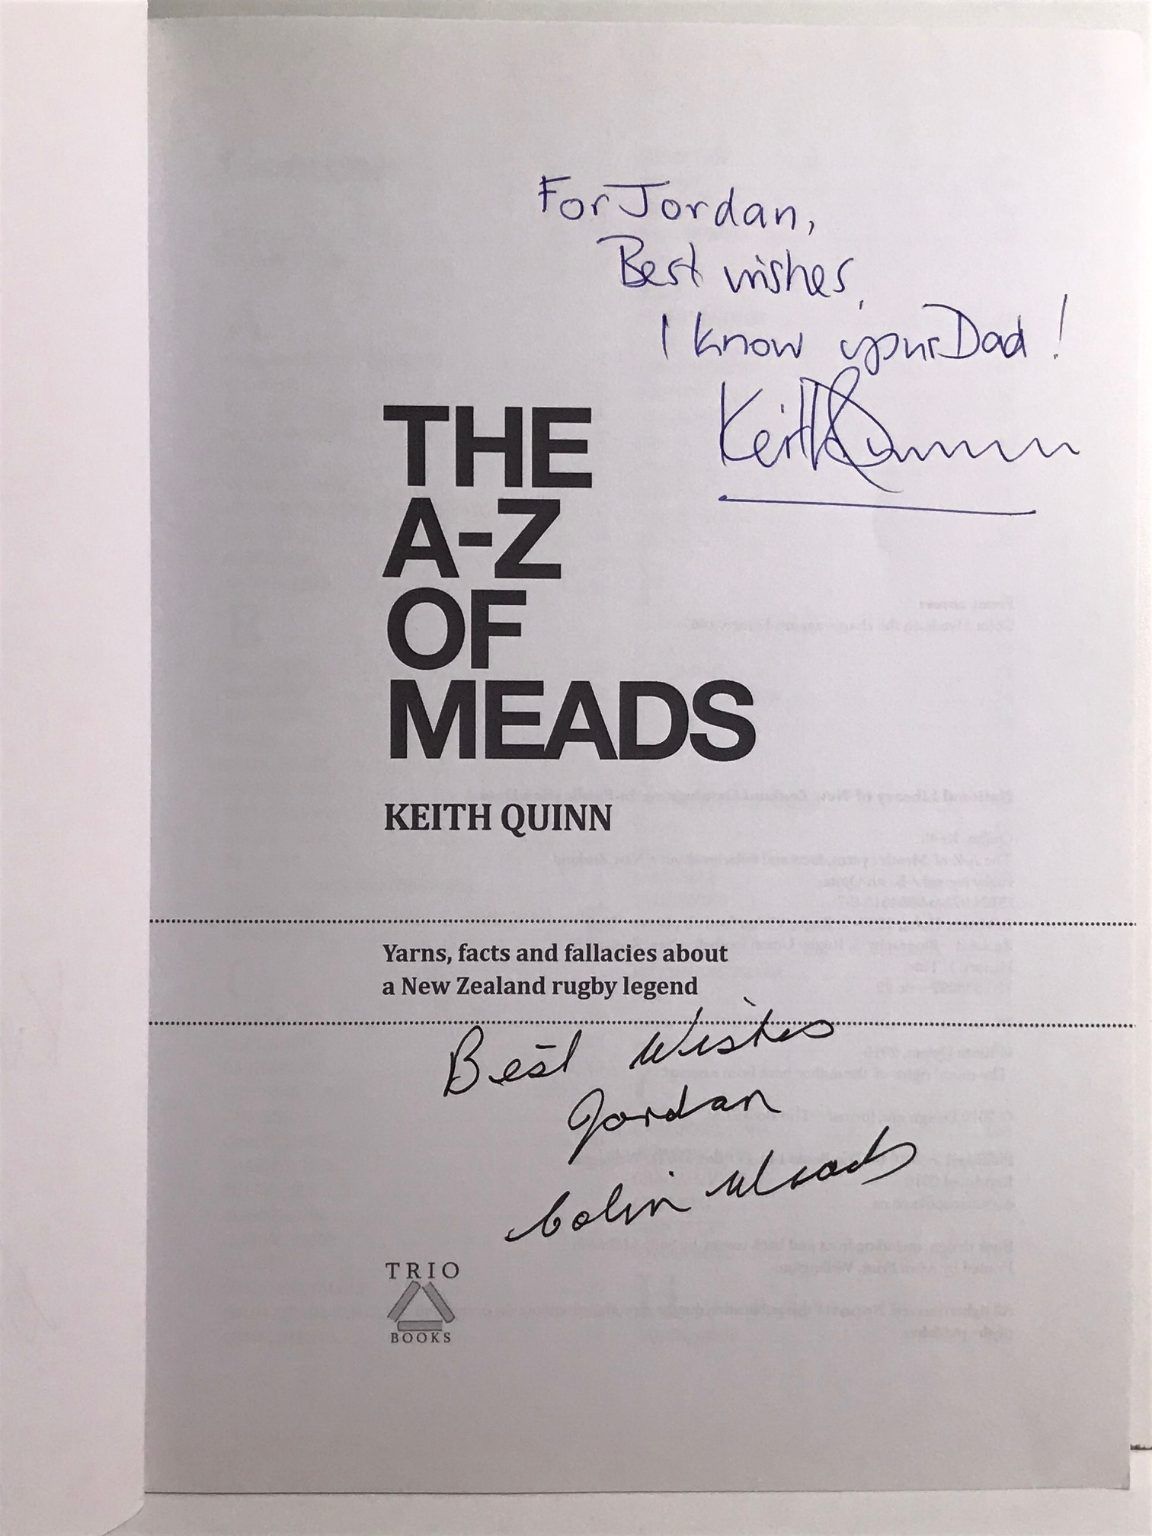 For Jordan,
Best wishes,
I know your Dad!
Keith Quinn
THE
A-Z
OF
MEADS
KEITH QUINN
Yarns, facts and fallacies about
a New Zealand rugby legend
Best Wishes
Jordan
Colin Meads
TRIO
BOOKS